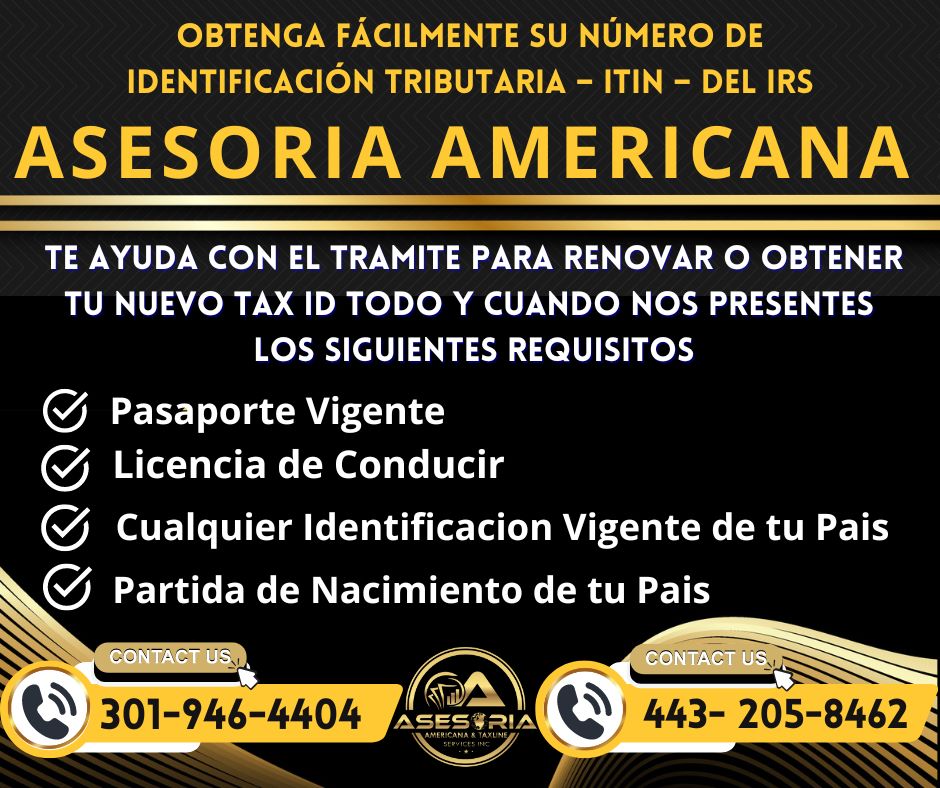 OBTENGA FÁCILMENTE SU NÚMERO DE
IDENTIFICACIÓN TRIBUTARIA – ITIN – DEL IRS
ASESORIA AMERICANA
TE AYUDA CON EL TRAMITE PARA RENOVAR O OBTENER
TU NUEVO TAX ID TODO Y CUANDO NOS PRESENTES
LOS SIGUIENTES REQUISITOS
Pasaporte Vigente
Licencia de Conducir
Cualquier Identificacion Vigente de tu Pais
Partida de Nacimiento de tu Pais
CONTACT US
301-946-4404
ASESORIA
AMERICANA & TAXLINE
SERVICES INC
CONTACT US
443- 205-8462